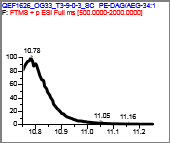 QEF1626_OG33_T3-9-0-3_SC PE-DAG/AEG-34:1
F: FTMS + p ESI Full ms [500.0000-2000.0000]
10.78
100
80
60
40
20
0
11.05 11.16
10.8 10.9 11.0 11.1 11.2